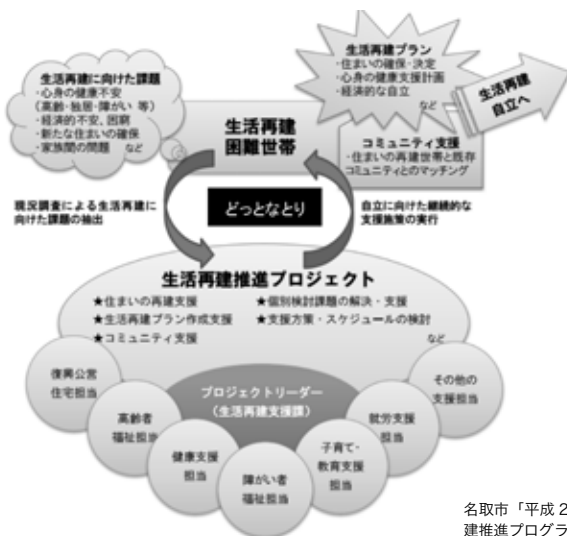 生活再建に向けた課題
・心身の健康不安
（高齢・独居・障がい 等）
・経済的不安、困窮
・新たな住まいの確保
・家族間の問題 など
生活再建
困難世帯
生活再建プラン
・住まいの確保・決定
・心身の健康支援計画
・経済的な自立
など
生活再建
自立へ
コミュニティ支援
・住まいの再建世帯と既存
コミュニティとのマッチング
現況調査による生活再建に
向けた課題の抽出
どっとなとり
自立に向けた継続的な
支援施策の実行
生活再建推進プロジェクト
★住まいの再建支援
★個別検討課題の解決・支援
★生活再建プラン作成支援
★支援方策・スケジュールの検討
★コミュニティ支援
など
プロジェクトリーダー
（生活再建支援課）
復興公営
住宅担当
高齢者
福祉担当
健康支援
担当
障がい者
福祉担当
子育て・
教育支援
担当
就労支援
担当
その他の
支援担当
名取市「平成 2
建推進プログラ